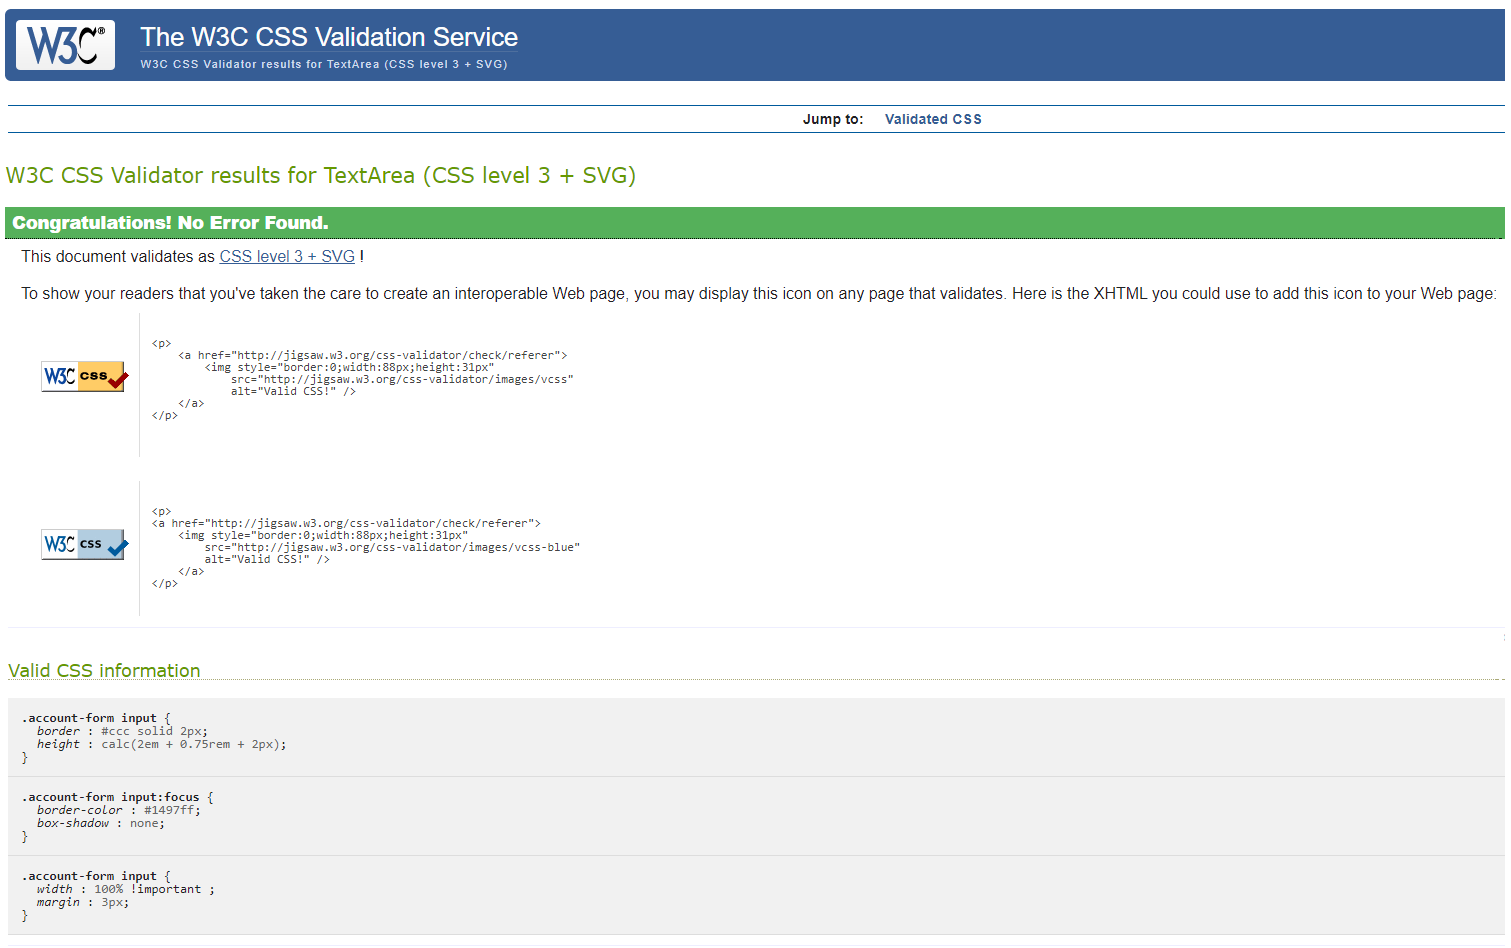 W3C®
The W3C CSS Validation Service
W3C CSS Validator results for TextArea (CSS level 3 + SVG)
Jump to: Validated CSS
W3C CSS Validator results for TextArea (CSS level 3 + SVG)
Congratulations! No Error Found.
This document validates as CSS level 3 + SVG !
To show your readers that you've taken the care to create an interoperable Web page, you may display this icon on any page that validates. Here is the XHTML you could use to add this icon to your Web page:
W3C css
<p>
<a href="http://jigsaw.w3.org/css-validator/check/referer">
<img style="border:0;width:88px;height:31px"
src="http://jigsaw.w3.org/css-validator/images/vcss"
alt="Valid CSS!" />
</a>
</p>
W3C css
<p>
<a href="http://jigsaw.w3.org/css-validator/check/referer">
<img style="border:0;width:88px;height:31px"
src="http://jigsaw.w3.org/css-validator/images/vcss-blue"
alt="Valid CSS!" />
</a>
</p>
Valid CSS information
.account-form input {
border : #ccc solid 2px;
height : calc(2em + 0.75rem + 2px);
}
.account-form input:focus {
border-color : #1497ff;
box-shadow : none;
}
.account-form input {
width : 100% !important ;
margin : 3px;
}